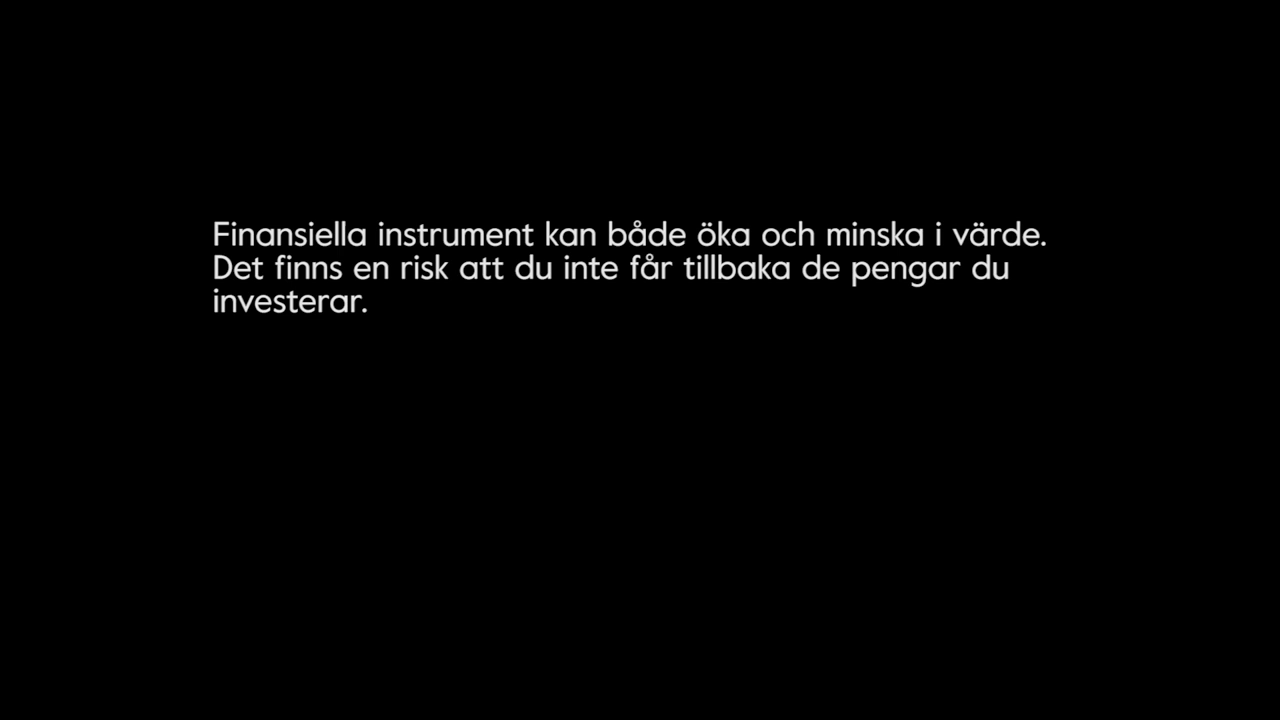 Finansiella instrument kan både öka och minska i värde.
Det finns en risk att du inte får tillbaka de pengar du
investerar.